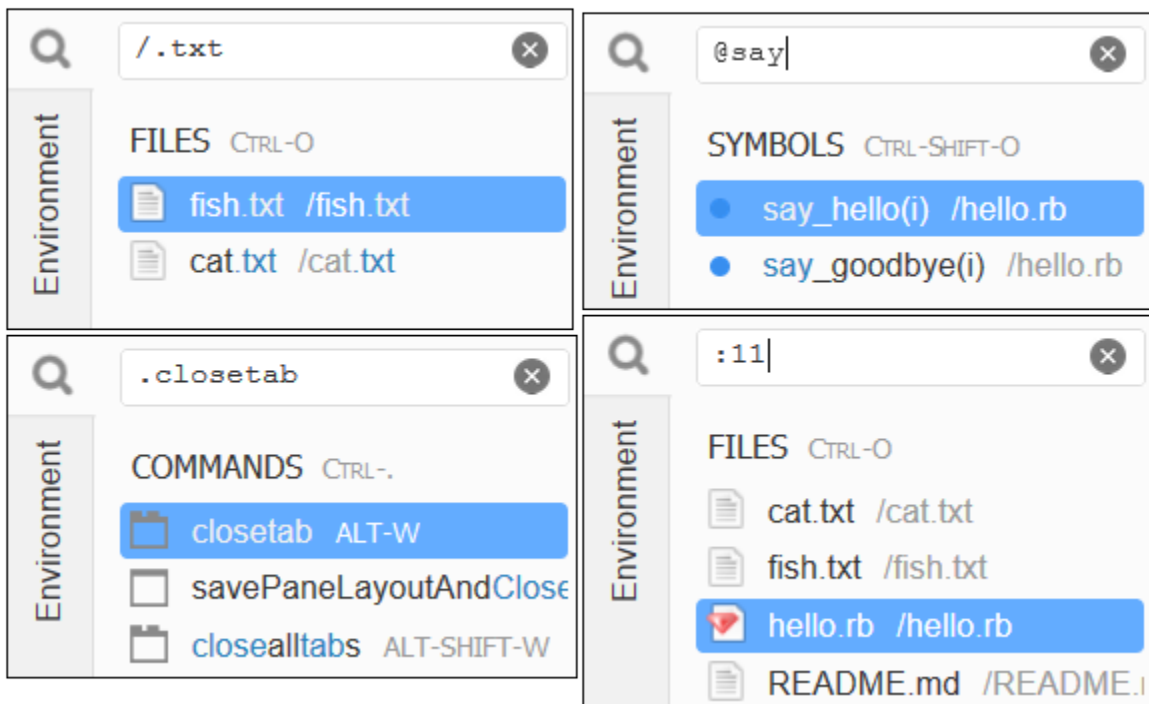 /.txt
Environment
FILES CTRL-O
fish.txt /fish.txt
cat.txt /cat.txt
@say
Environment
SYMBOLS CTRL-SHIFT-O
say_hello(i) /hello.rb
say_goodbye(i) /hello.rb
.closetab
Environment
COMMANDS CTRL-.
closetab ALT-W
savePaneLayoutAndClose
closealltabs ALT-SHIFT-W
:11
Environment
FILES CTRL-O
cat.txt /cat.txt
fish.txt /fish.txt
hello.rb /hello.rb
README.md /README.